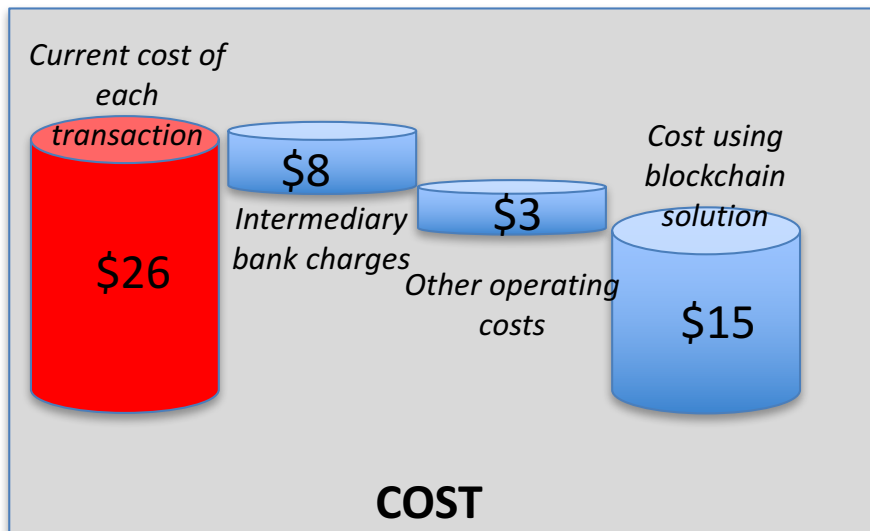 Current cost of
each
transaction
$26
$8
Intermediary
bank charges
$3
Other operating
costs
Cost using
blockchain
solution
$15
COST